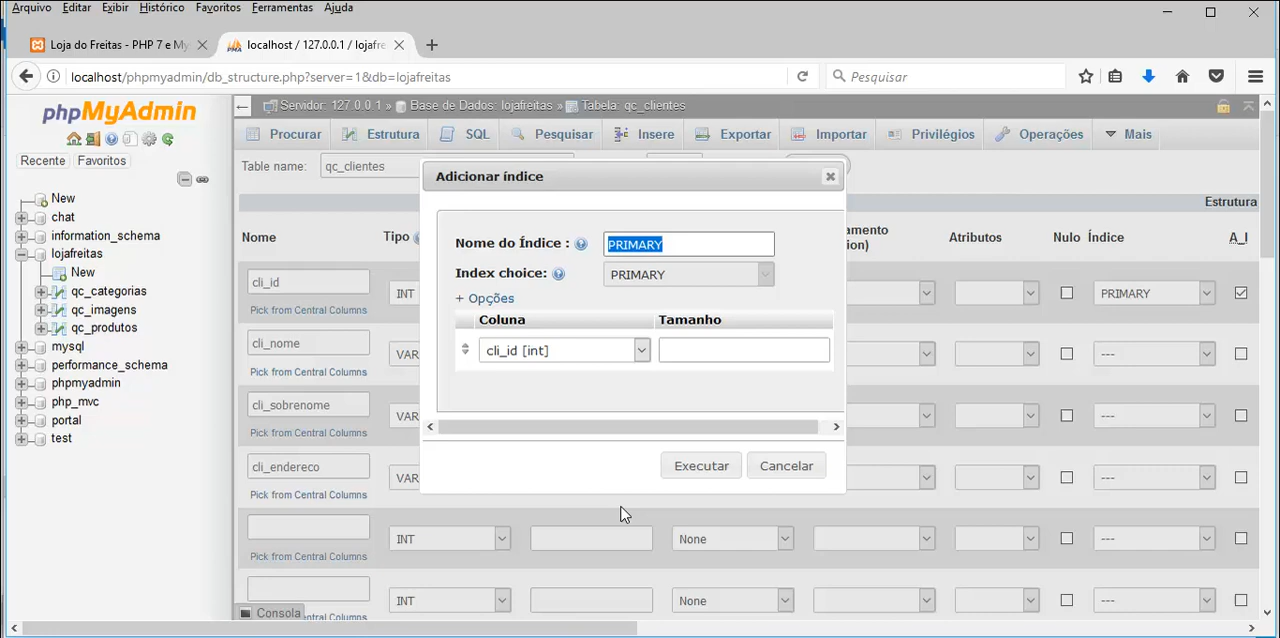 Arquivo Editar Exibir Histórico Favoritos Ferramentas Ajuda
Loja do Freitas - PHP 7 e My
localhost / 127.0.0.1 / lojafre
localhost/phpmyadmin/db_structure.php?server=1&db=lojafreitas
Pesquisar
phpMyAdmin
Recente Favoritos
New
chat
information_schema
lojafreitas
New
qc_categorias
qc_imagens
qc_produtos
mysql
performance_schema
phpmyadmin
php_mvc
portal
test
Servidor: 127.0.0.1 » Base de Dados: lojafreitas » Tabela: qc_clientes
Procurar Estrutura SQL Pesquisar Insere Exportar Importar Privilégios Operações Mais
Table name: qc_clientes
Estrutura
Nome Tipo Atributos Nulo Índice A_I
cli_id INT PRIMARY
Pick from Central Columns
cli_nome VAR ---
Pick from Central Columns
cli_sobrenome VAR ---
Pick from Central Columns
cli_endereco VAR ---
Pick from Central Columns
INT None ---
Pick from Central Columns
INT None ---
Consola
Adicionar índice
Nome do Índice : PRIMARY
Index choice: PRIMARY
+ Opções
Coluna Tamanho
cli_id [int]
Executar Cancelar